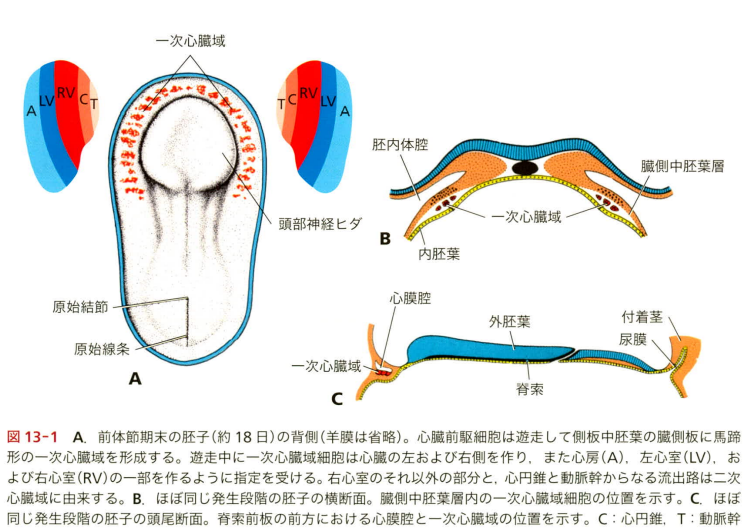 一次心臓域
A
LV
RV
C
T
T
C
RV
LV
A
頭部神経ヒダ
原始結節
原始線条
A
胚内体腔
臓側中胚葉層
一次心臓域
B
内胚葉
心膜腔
外胚葉
付着茎
尿膜
一次心臓域
脊索
C
図 13-1 A. 前体節期末の胚子(約 18 日)の背側(羊膜は省略)。心臓前駆細胞は遊走して側板中胚葉の臓側板に馬蹄
形の一次心臓域を形成する。遊走中に一次心臓域細胞は心臓の左および右側を作り，また心房(A)，左心室(LV)，お
よび右心室(RV)の一部を作るように指定を受ける。右心室のそれ以外の部分と，心円錐と動脈幹からなる流出路は二次
心臓域に由来する。B. ほぼ同じ発生段階の胚子の横断面。臓側中胚葉層内の一次心臓域細胞の位置を示す。C. ほぼ
同じ発生段階の胚子の頭尾断面。脊索前板の前方における心膜腔と一次心臓域の位置を示す。C：心円錐，T：動脈幹